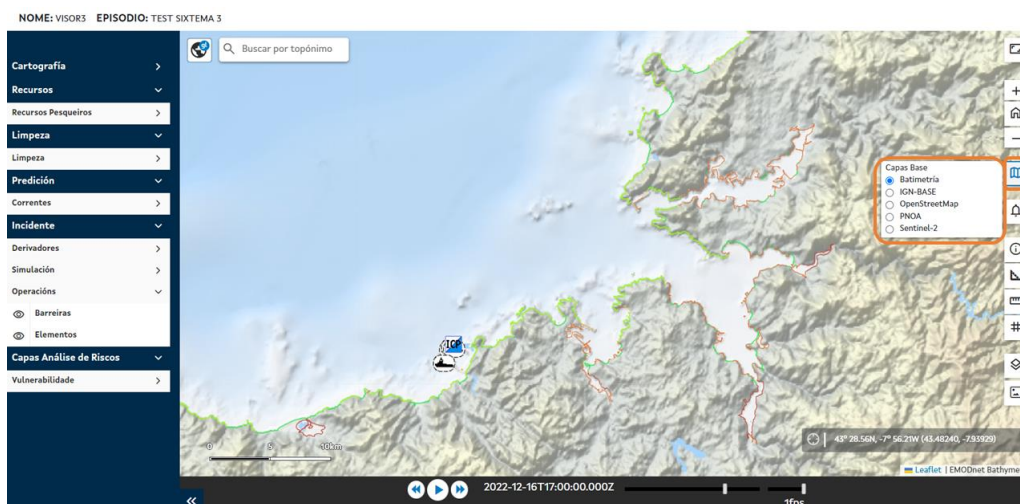 NOME: VISOR3 EPISODIO: TEST SIXTEMA 3
Buscar por topónimo
Cartografía
Recursos
Recursos Pesqueiros
Limpeza
Limpeza
Predición
Correntes
Incidente
Derivadores
Simulación
Operacións
Barreiras
Elementos
Capas Análise de Riscos
Vulnerabilidade
Capas Base
Batimetría
IGN-BASE
OpenStreetMap
PNOA
Sentinel-2
ICP
0 5 10km
43° 28.56N, -7° 56.21W (43.48240, -7.93929)
Leaflet | EMODnet Bathyme
2022-12-16T17:00:00.000Z
1fps